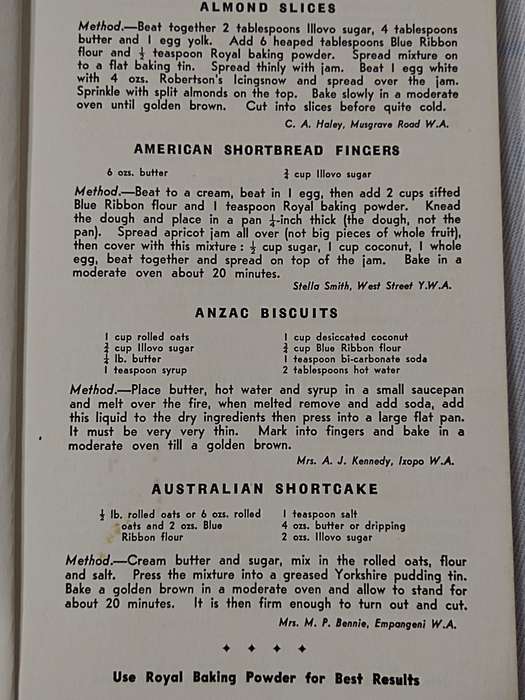 ALMOND SLICES
Method.—Beat together 2 tablespoons Illovo sugar, 4 tablespoons
butter and 1 egg yolk. Add 6 heaped tablespoons Blue Ribbon
flour and ½ teaspoon Royal baking powder. Spread mixture on
to a flat baking tin. Spread thinly with jam. Beat 1 egg white
with 4 ozs. Robertson's Icingsnow and spread over the jam.
Sprinkle with split almonds on the top. Bake slowly in a moderate
oven until golden brown. Cut into slices before quite cold.
C. A. Haley, Musgrave Road W.A.
AMERICAN SHORTBREAD FINGERS
6 ozs. butter ¾ cup Illovo sugar
Method.—Beat to a cream, beat in 1 egg, then add 2 cups sifted
Blue Ribbon flour and 1 teaspoon Royal baking powder. Knead
the dough and place in a pan ¼-inch thick (the dough, not the
pan). Spread apricot jam all over (not big pieces of whole fruit),
then cover with this mixture : ½ cup sugar, 1 cup coconut, 1 whole
egg, beat together and spread on top of the jam. Bake in a
moderate oven about 20 minutes.
Stella Smith, West Street Y.W.A.
ANZAC BISCUITS
1 cup rolled oats 1 cup desiccated coconut
¾ cup Illovo sugar ¾ cup Blue Ribbon flour
¼ lb. butter 1 teaspoon bi-carbonate soda
1 teaspoon syrup 2 tablespoons hot water
Method.—Place butter, hot water and syrup in a small saucepan
and melt over the fire, when melted remove and add soda, add
this liquid to the dry ingredients then press into a large flat pan.
It must be very very thin. Mark into fingers and bake in a
moderate oven till a golden brown.
Mrs. A. J. Kennedy, Ixopo W.A.
AUSTRALIAN SHORTCAKE
½ lb. rolled oats or 6 ozs. rolled 1 teaspoon salt
oats and 2 ozs. Blue 4 ozs. butter or dripping
Ribbon flour 2 ozs. Illovo sugar
Method.—Cream butter and sugar, mix in the rolled oats, flour
and salt. Press the mixture into a greased Yorkshire pudding tin.
Bake a golden brown in a moderate oven and allow to stand for
about 20 minutes. It is then firm enough to turn out and cut.
Mrs. M. P. Bennie, Empangeni W.A.
Use Royal Baking Powder for Best Results